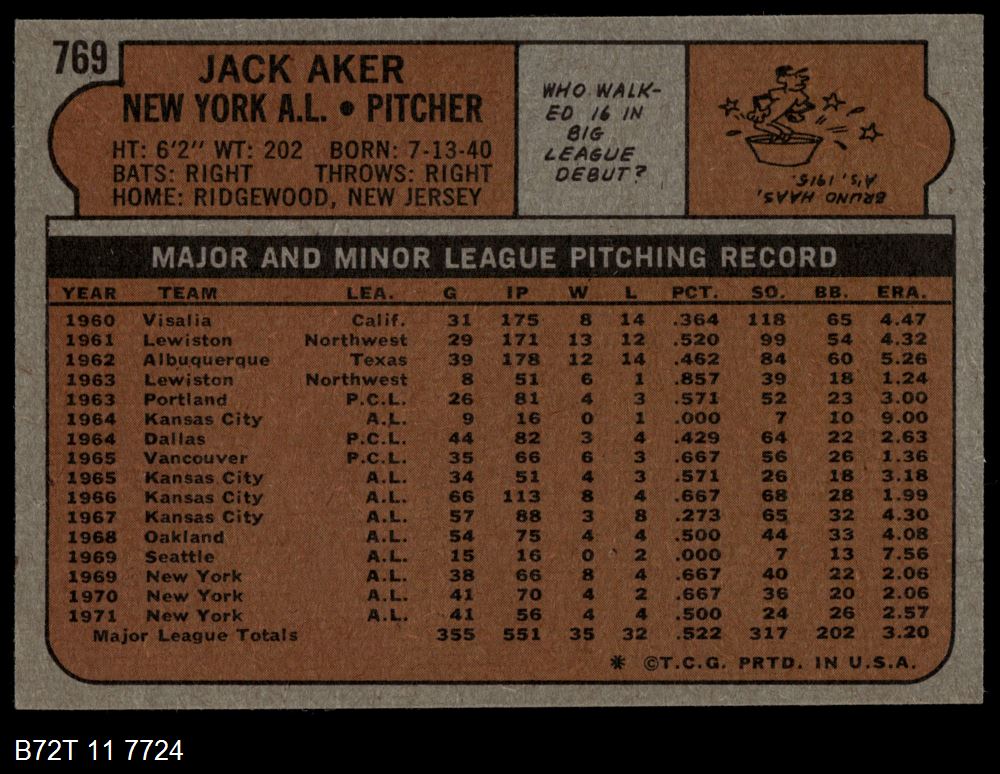 769
JACK AKER
NEW YORK A.L. • PITCHER
HT: 6'2" WT: 202 BORN: 7-13-40
BATS: RIGHT THROWS: RIGHT
HOME: RIDGEWOOD, NEW JERSEY
WHO WALK-
ED 16 IN
BIG
LEAGUE
DEBUT?
BRUNO HAAS,
A's, 1915.
MAJOR AND MINOR LEAGUE PITCHING RECORD
YEAR TEAM LEA. G IP W L PCT. SO. BB. ERA.
1960 Visalia Calif. 31 175 8 14 .364 118 65 4.47
1961 Lewiston Northwest 29 171 13 12 .520 99 54 4.32
1962 Albuquerque Texas 39 178 12 14 .462 84 60 5.26
1963 Lewiston Northwest 8 51 6 1 .857 39 18 1.24
1963 Portland P.C.L. 26 81 4 3 .571 52 23 3.00
1964 Kansas City A.L. 9 16 0 1 .000 7 10 9.00
1964 Dallas P.C.L. 44 82 3 4 .429 64 22 2.63
1965 Vancouver P.C.L. 35 66 6 3 .667 56 26 1.36
1965 Kansas City A.L. 34 51 4 3 .571 26 18 3.18
1966 Kansas City A.L. 66 113 8 4 .667 68 28 1.99
1967 Kansas City A.L. 57 88 3 8 .273 65 32 4.30
1968 Oakland A.L. 54 75 4 4 .500 44 33 4.08
1969 Seattle A.L. 15 16 0 2 .000 7 13 7.56
1969 New York A.L. 38 66 8 4 .667 40 22 2.06
1970 New York A.L. 41 70 4 2 .667 36 20 2.06
1971 New York A.L. 41 56 4 4 .500 24 26 2.57
Major League Totals 355 551 35 32 .522 317 202 3.20
* ©T.C.G. PRTD. IN U.S.A.
B72T 11 7724